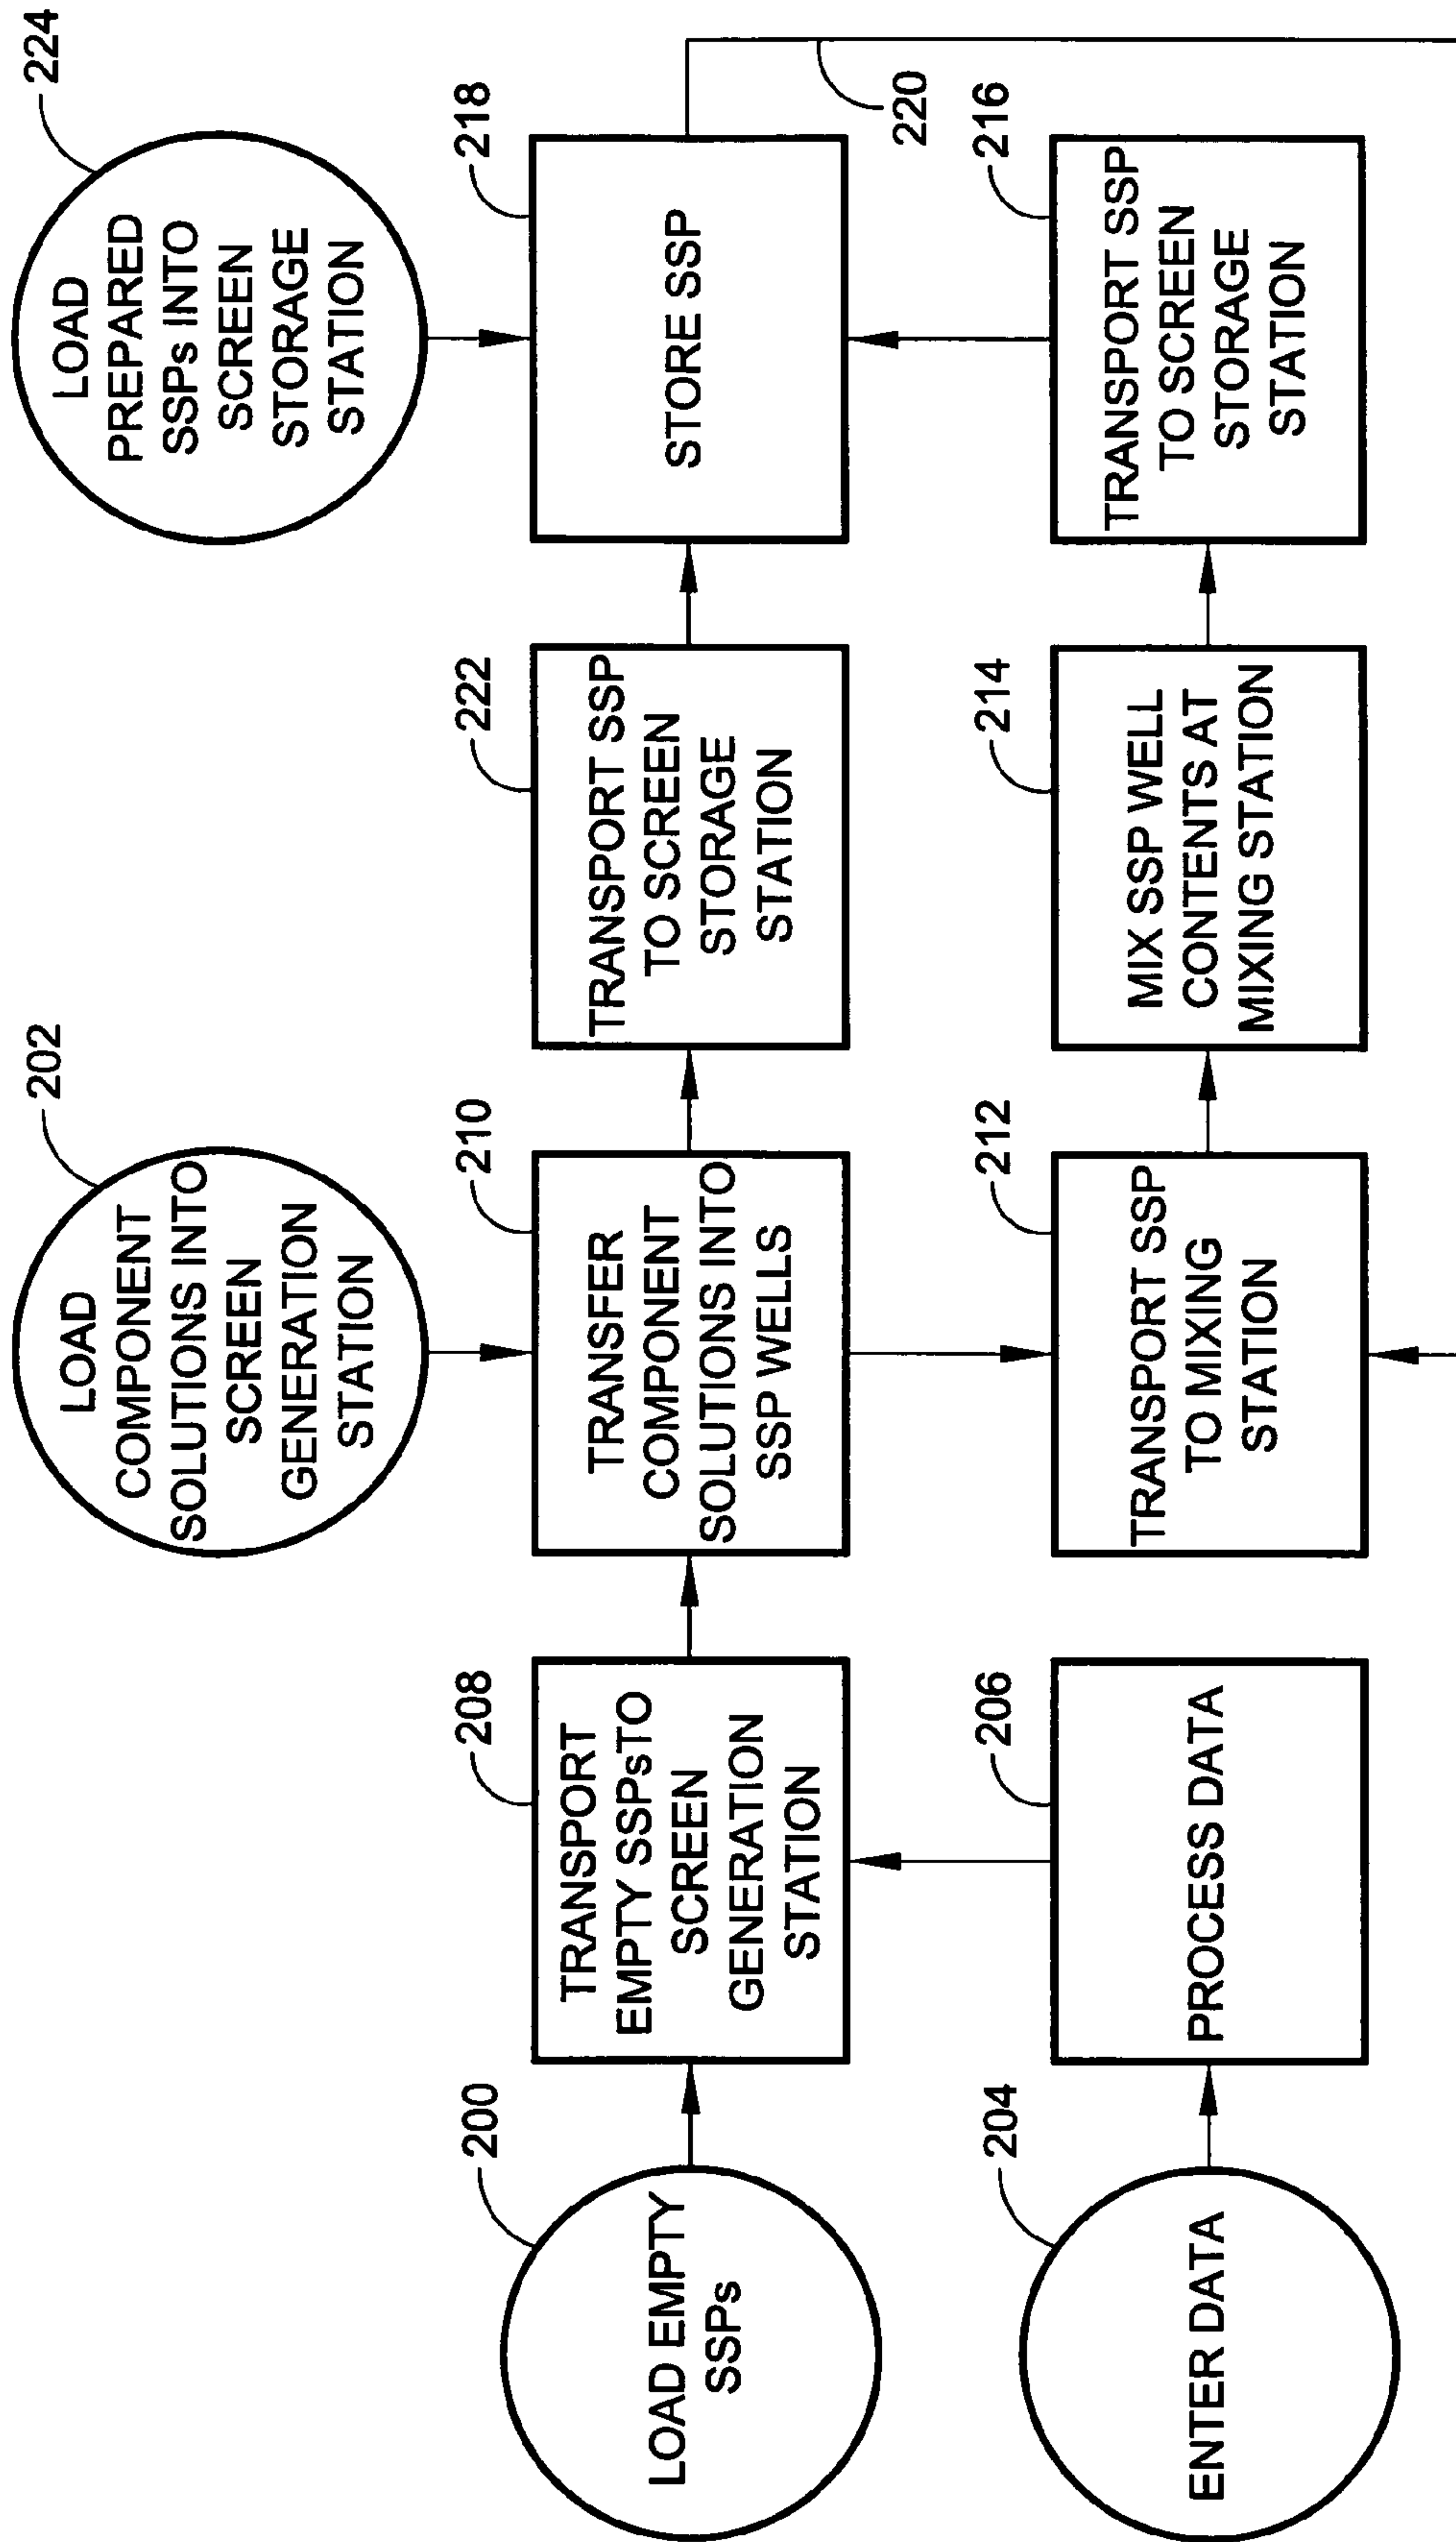 202
LOAD
COMPONENT
SOLUTIONS INTO
SCREEN
GENERATION
STATION
224
LOAD
PREPARED
SSPs INTO
SCREEN
STORAGE
STATION
200
LOAD EMPTY
SSPs
208
TRANSPORT
EMPTY SSPsTO
SCREEN
GENERATION
STATION
210
TRANSFER
COMPONENT
SOLUTIONS INTO
SSP WELLS
222
TRANSPORT SSP
TO SCREEN
STORAGE
STATION
218
STORE SSP
220
204
ENTER DATA
206
PROCESS DATA
212
TRANSPORT SSP
TO MIXING
STATION
214
MIX SSP WELL
CONTENTS AT
MIXING STATION
216
TRANSPORT SSP
TO SCREEN
STORAGE
STATION